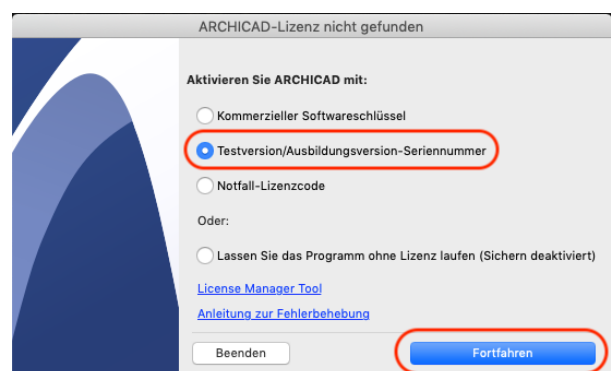 ARCHICAD-Lizenz nicht gefunden
Aktivieren Sie ARCHICAD mit:
Kommerzieller Softwareschlüssel
Testversion/Ausbildungsversion-Seriennummer
Notfall-Lizenzcode
Oder:
Lassen Sie das Programm ohne Lizenz laufen (Sichern deaktiviert)
License Manager Tool
Anleitung zur Fehlerbehebung
Beenden
Fortfahren